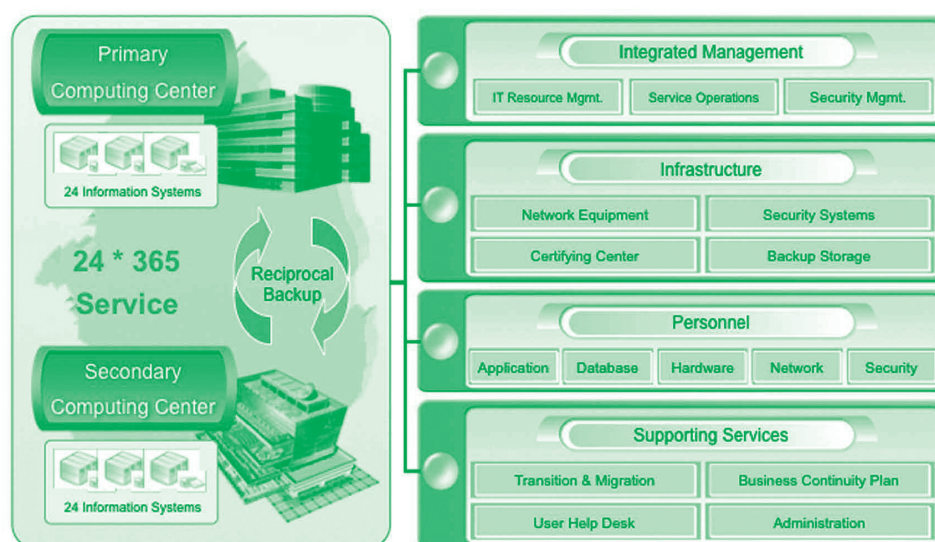 Primary
Computing Center
24 Information Systems
24 * 365
Service
Reciprocal
Backup
Secondary
Computing Center
24 Information Systems
Integrated Management
IT Resource Mgmt.
Service Operations
Security Mgmt.
Infrastructure
Network Equipment
Security Systems
Certifying Center
Backup Storage
Personnel
Application
Database
Hardware
Network
Security
Supporting Services
Transition & Migration
Business Continuity Plan
User Help Desk
Administration